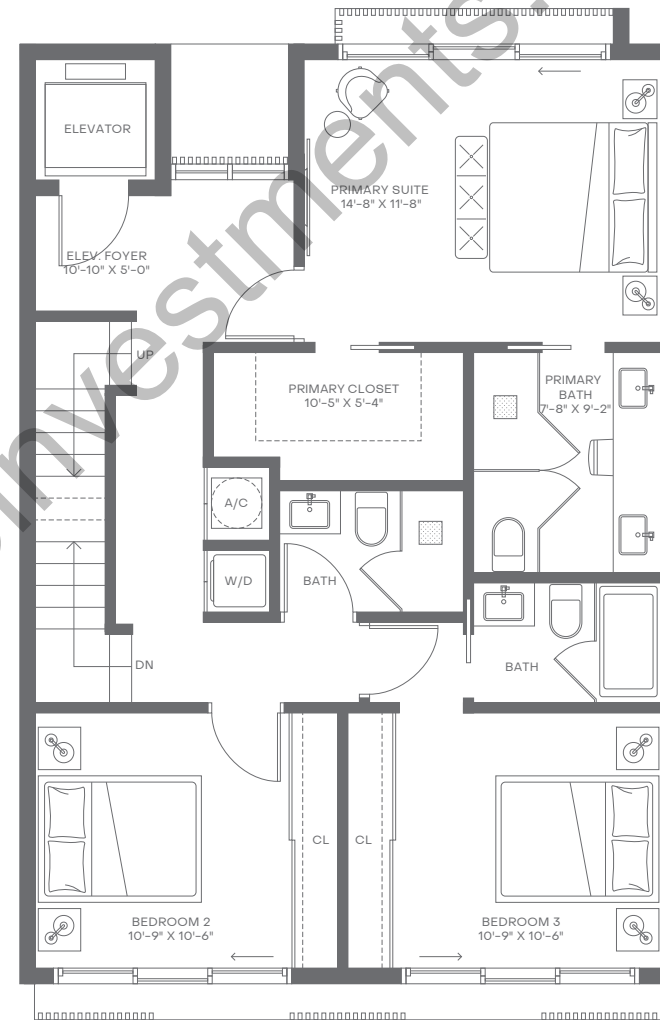 ELEVATOR
PRIMARY SUITE
14'-8" X 11'-8"
ELEV. FOYER
10'-10" X 5'-0"
UP
PRIMARY CLOSET
10'-5" X 5'-4"
PRIMARY
BATH
7'-8" X 9'-2"
A/C
W/D
BATH
DN
BATH
CL
CL
BEDROOM 2
10'-9" X 10'-6"
BEDROOM 3
10'-9" X 10'-6"
investments.